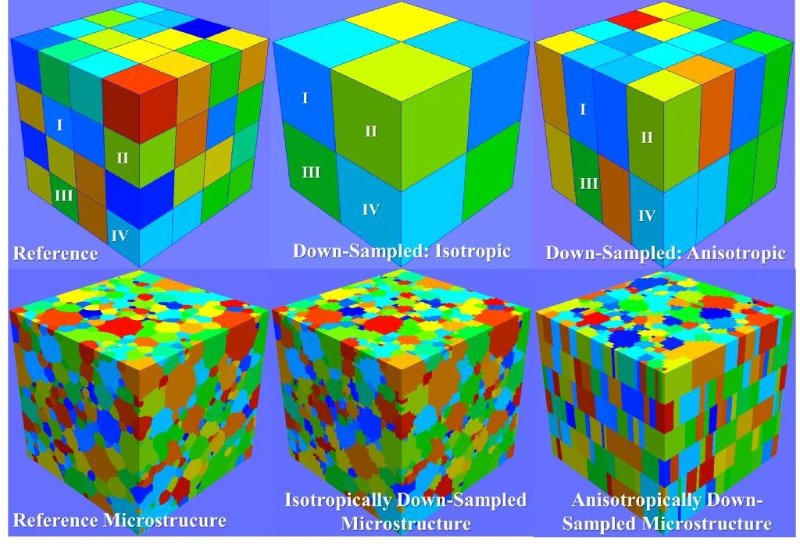 I
II
III
IV
Reference
I
II
III
IV
Down-Sampled: Isotropic
I
II
III
IV
Down-Sampled: Anisotropic
Reference Microstrucure
Isotropically Down-Sampled
Microstructure
Anisotropically Down-
Sampled Microstructure